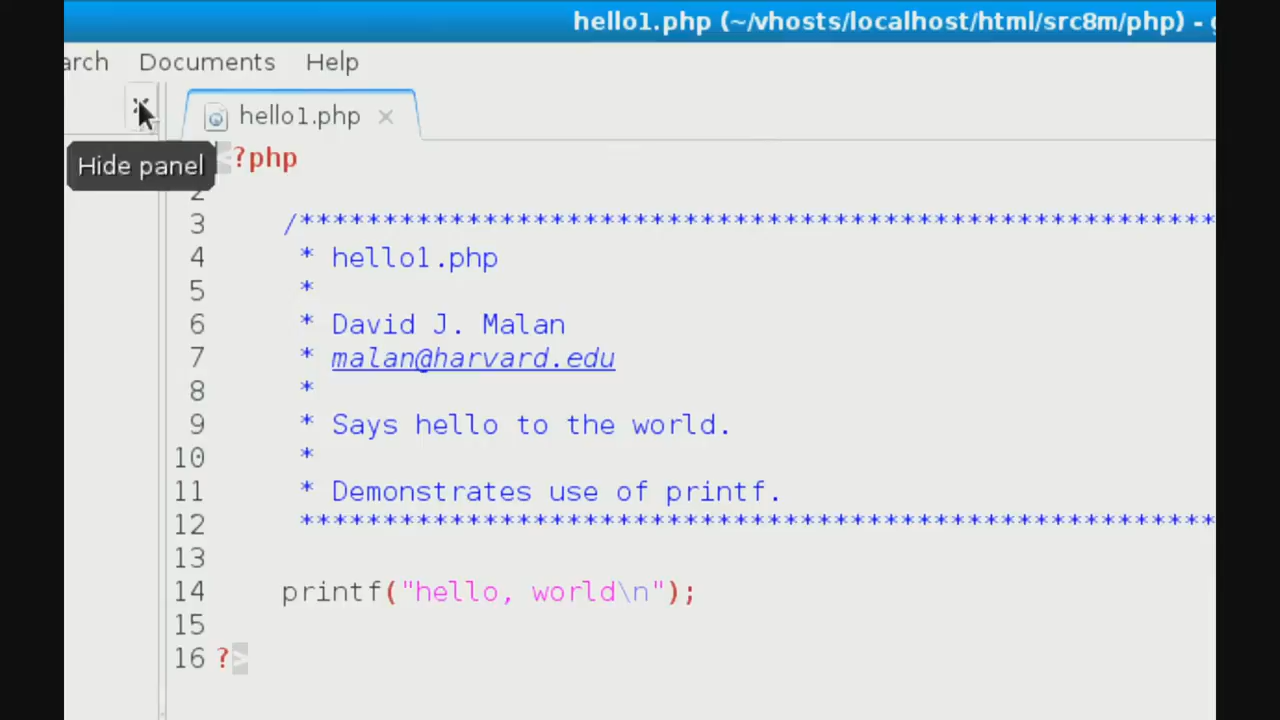 hello1.php (~/vhosts/localhost/html/src8m/php) -
arch Documents Help
hello1.php
Hide panel
<?php
2
3 /*******************************************************
4 * hello1.php
5 *
6 * David J. Malan
7 * malan@harvard.edu
8 *
9 * Says hello to the world.
10 *
11 * Demonstrates use of printf.
12 *******************************************************
13
14 printf("hello, world\n");
15
16 ?>